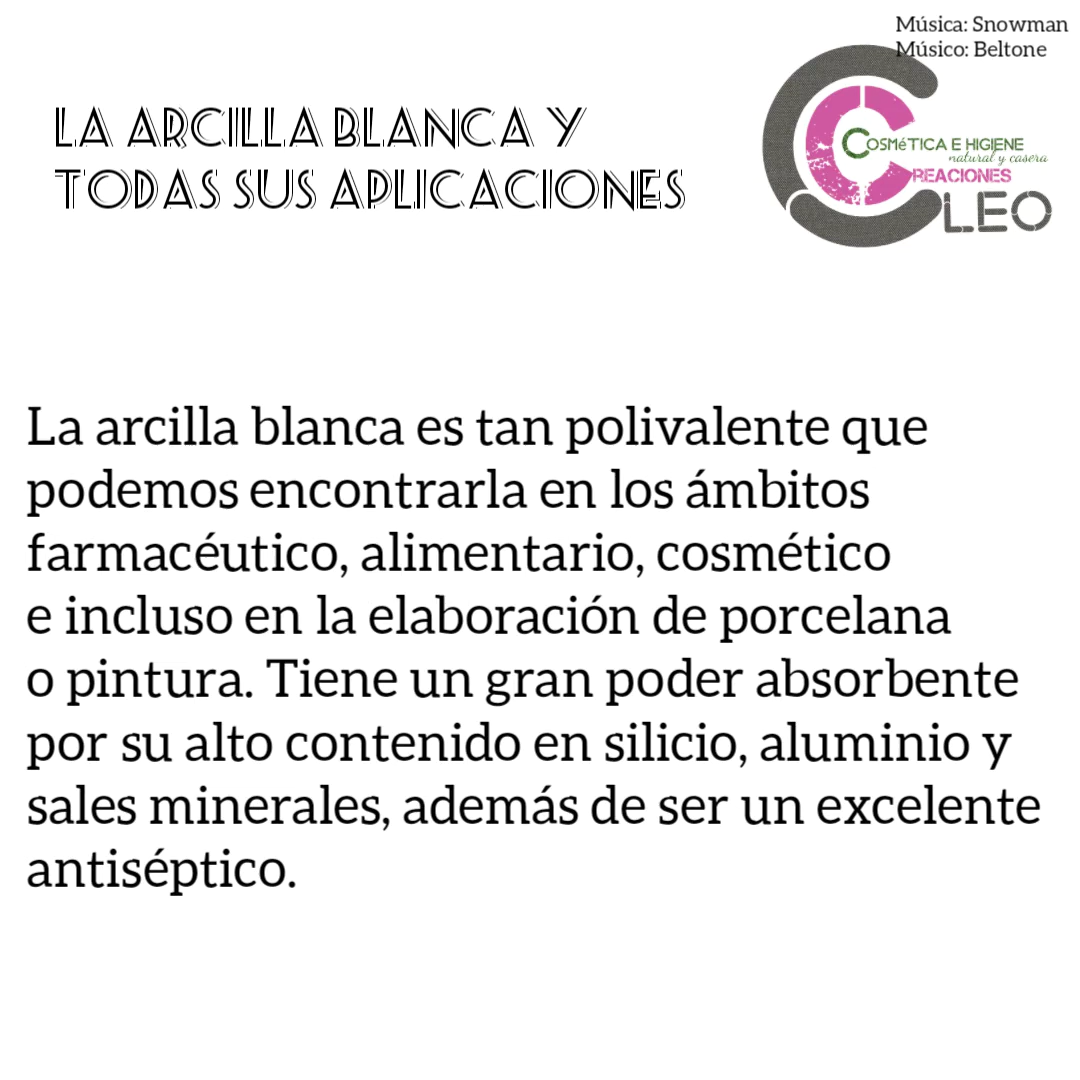 Música: Snowman
Músico: Beltone
LA ARCILLA BLANCA Y
TODAS SUS APLICACIONES
COSMéTICA E HIGIENE
natural y casera
CREACIONES
CLEO
La arcilla blanca es tan polivalente que
podemos encontrarla en los ámbitos
farmacéutico, alimentario, cosmético
e incluso en la elaboración de porcelana
o pintura. Tiene un gran poder absorbente
por su alto contenido en silicio, aluminio y
sales minerales, además de ser un excelente
antiséptico.